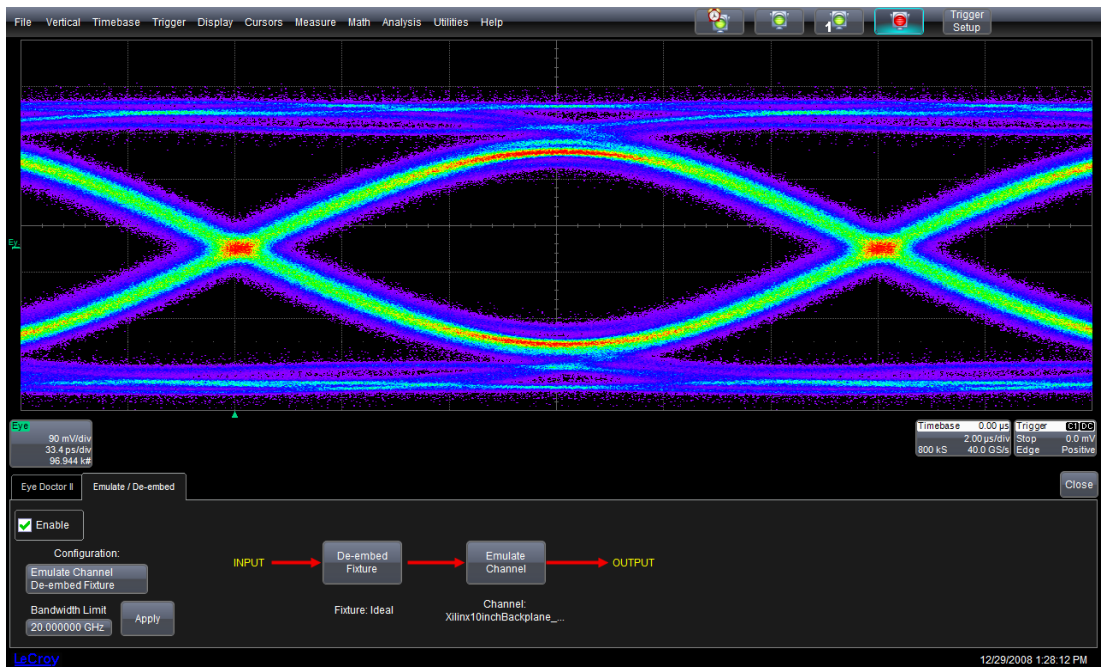 File Vertical Timebase Trigger Display Cursors Measure Math Analysis Utilities Help
1
Trigger
Setup
Ey
Eye
90 mV/div
33.4 ps/div
96.944 k#
Timebase 0.00 µs
2.00 µs/div
800 kS 40.0 GS/s
Trigger C1 DC
Stop 0.0 mV
Edge Positive
Eye Doctor II
Emulate / De-embed
Close
Enable
Configuration:
Emulate Channel
De-embed Fixture
Bandwidth Limit
20.000000 GHz
Apply
INPUT
De-embed
Fixture
Emulate
Channel
OUTPUT
Fixture: Ideal
Channel:
Xilinx10inchBackplane_...
LeCroy
12/29/2008 1:28:12 PM